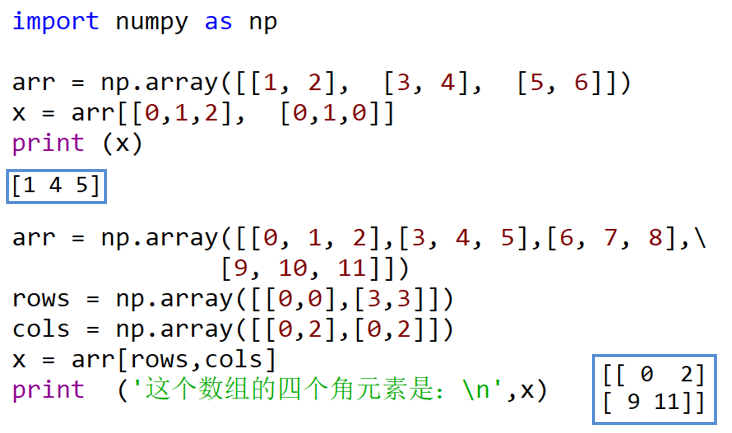 import numpy as np
arr = np.array([[1, 2],  [3, 4],  [5, 6]])
x = arr[[0,1,2],  [0,1,0]]
print (x)
[1 4 5]
arr = np.array([[0, 1, 2],[3, 4, 5],[6, 7, 8],\
[9, 10, 11]])
rows = np.array([[0,0],[3,3]])
cols = np.array([[0,2],[0,2]])
x = arr[rows,cols]
print  ('这个数组的四个角元素是：\n',x)
[[ 0  2]
[ 9 11]]